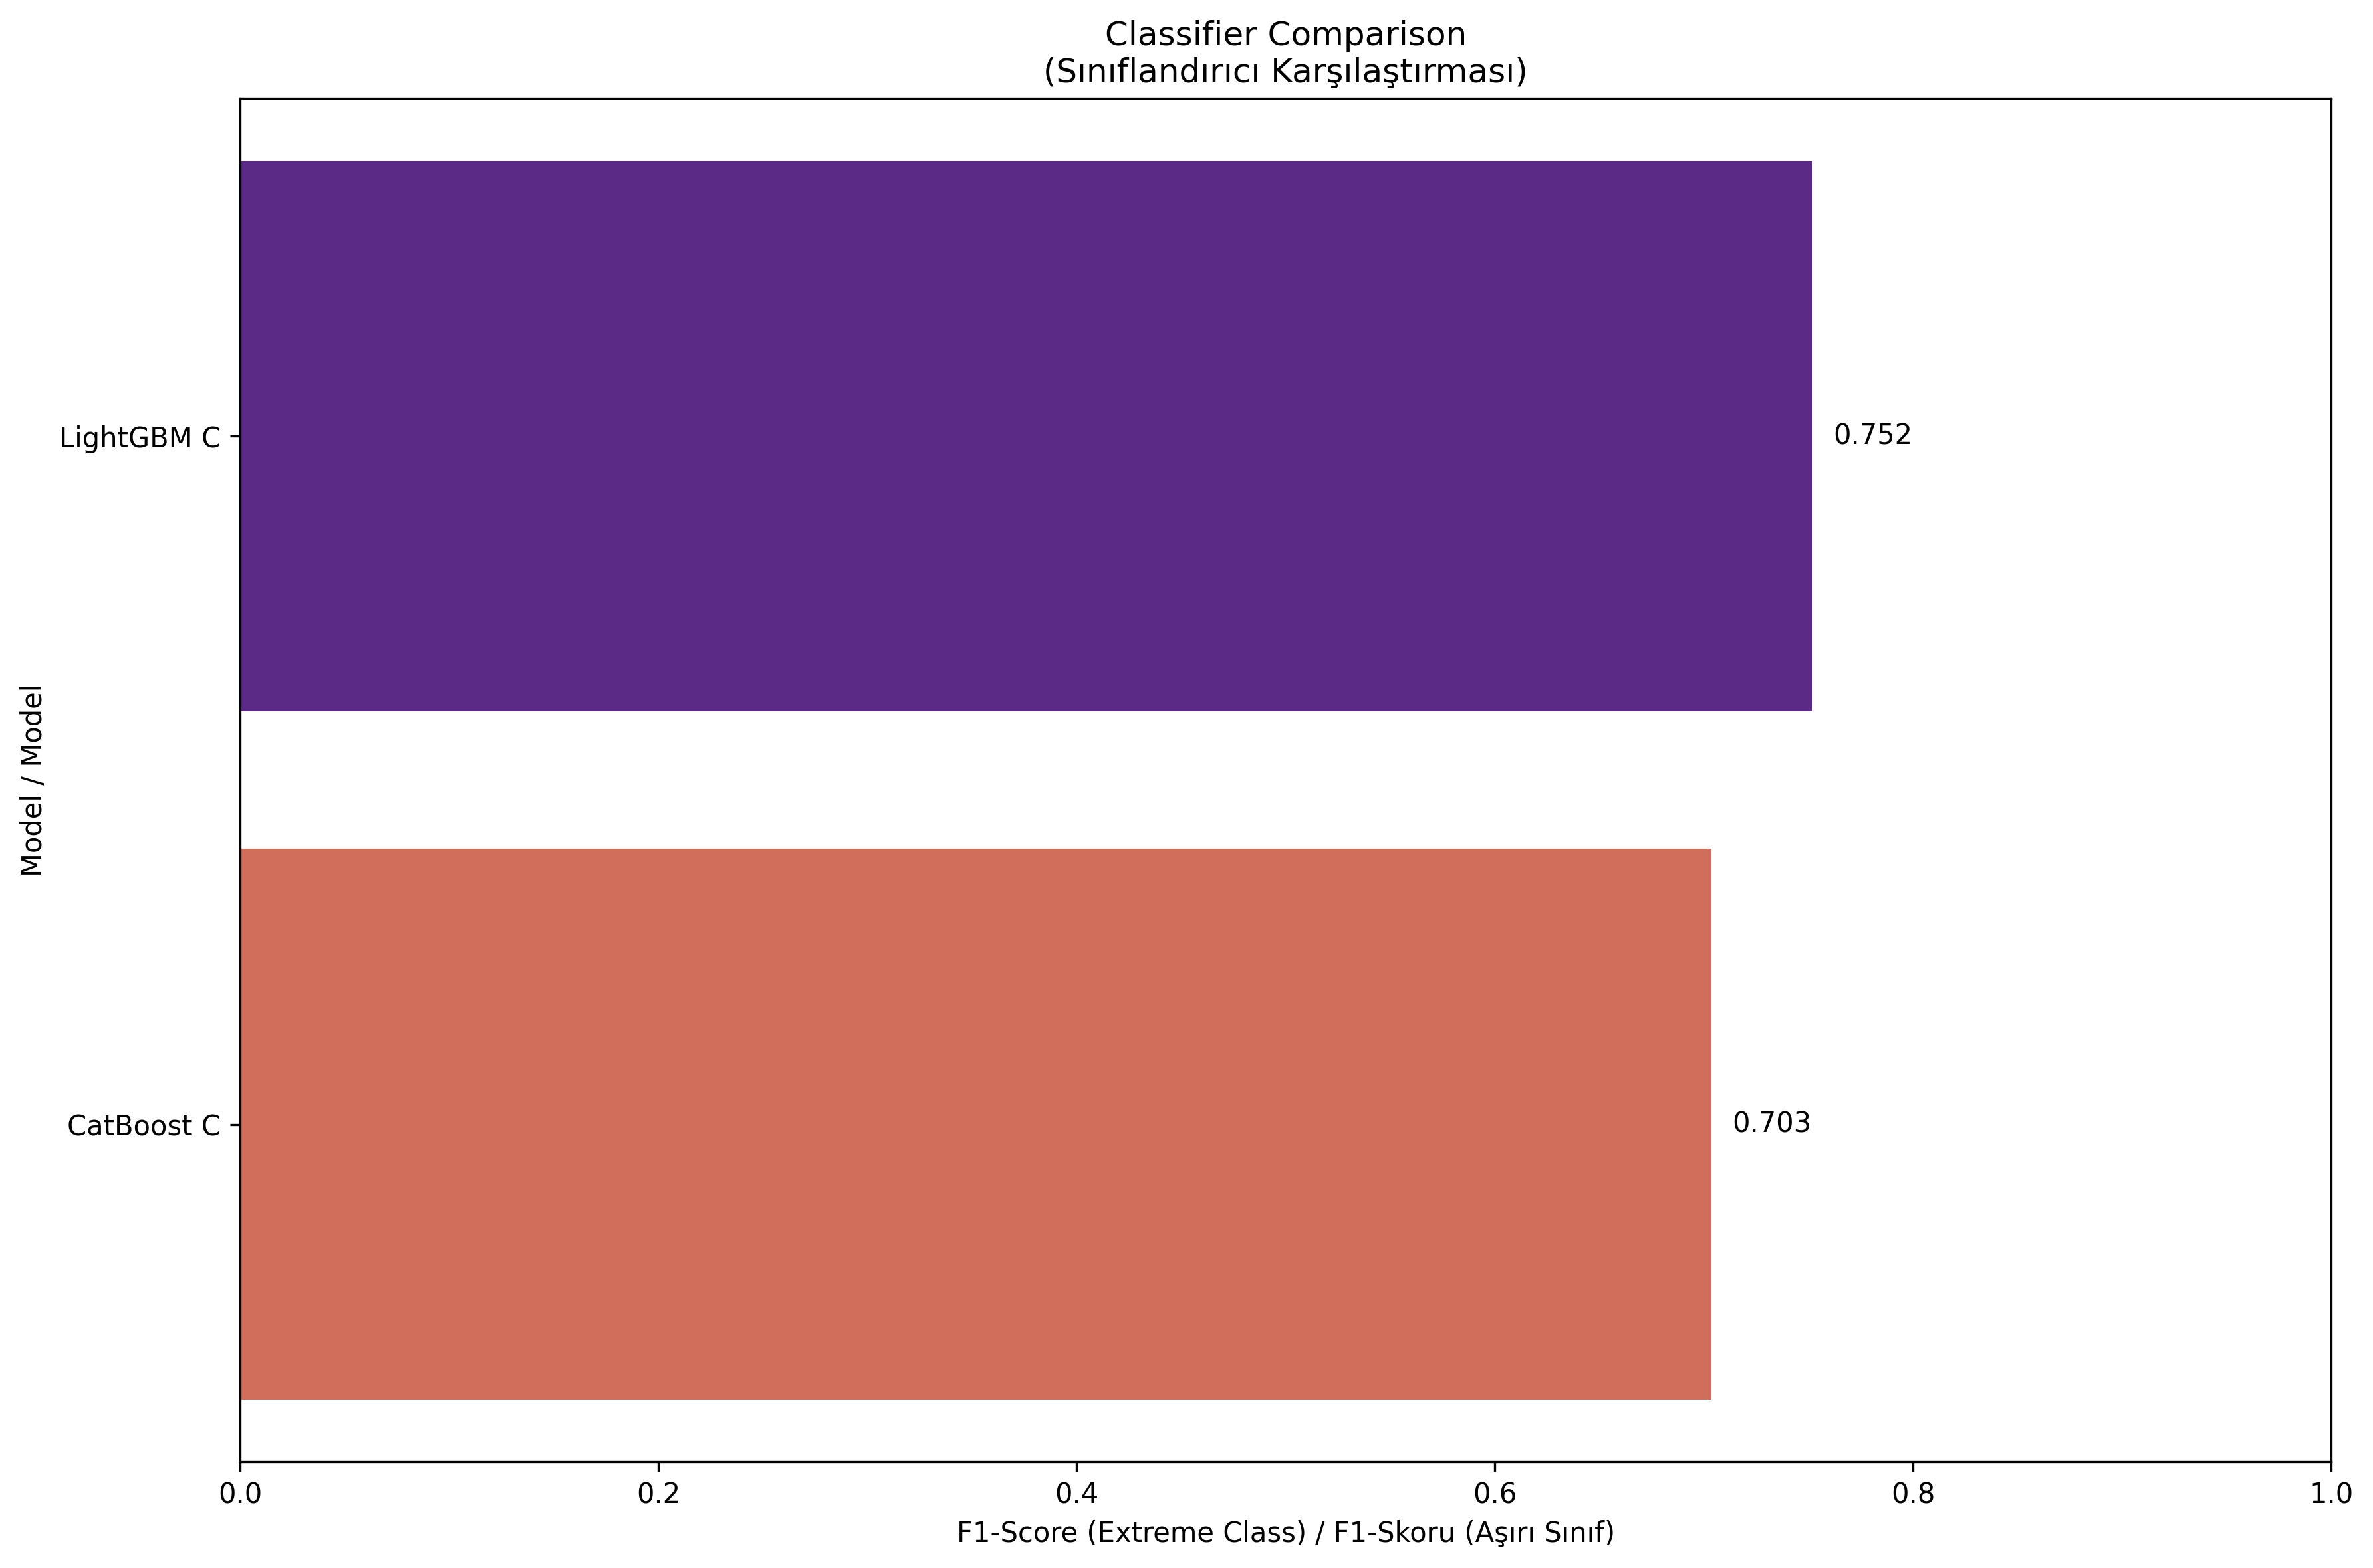 Classifier Comparison
(Sınıflandırıcı Karşılaştırması)
Model / Model
LightGBM C
0.752
CatBoost C
0.703
0.0 0.2 0.4 0.6 0.8 1.0
F1-Score (Extreme Class) / F1-Skoru (Aşırı Sınıf)